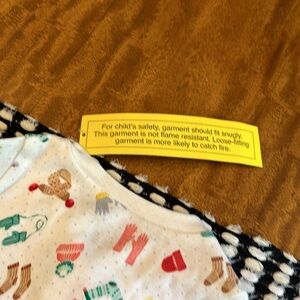 For child's safety, garment should fit snugly.
This garment is not flame resistant. Loose-fitting
garment is more likely to catch fire.